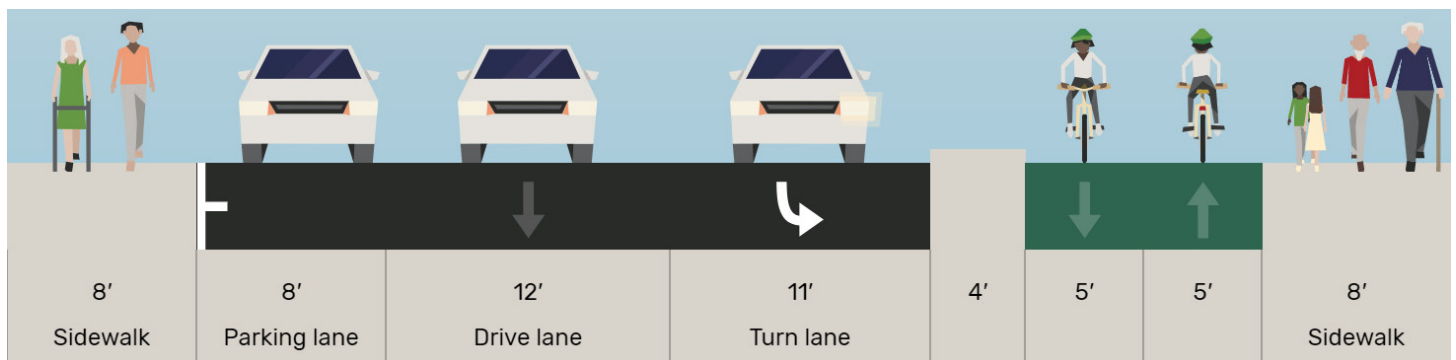 8′ 8′ 12′ 11′ 4′ 5′ 5′ 8′
Sidewalk Parking lane Drive lane Turn lane Sidewalk